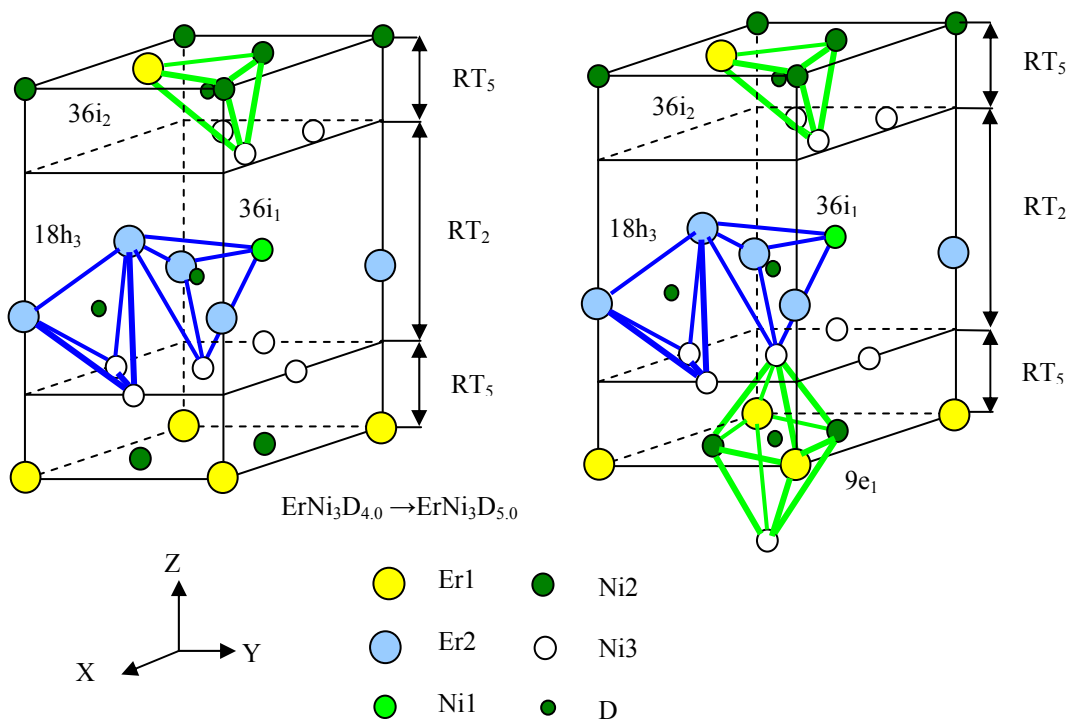 RT5
36i2
RT2
36i1
18h3
RT5
ErNi3D4.0 →ErNi3D5.0
RT5
36i2
RT2
36i1
18h3
RT5
9e1
Z
X
Y
Er1
Ni2
Er2
Ni3
Ni1
D